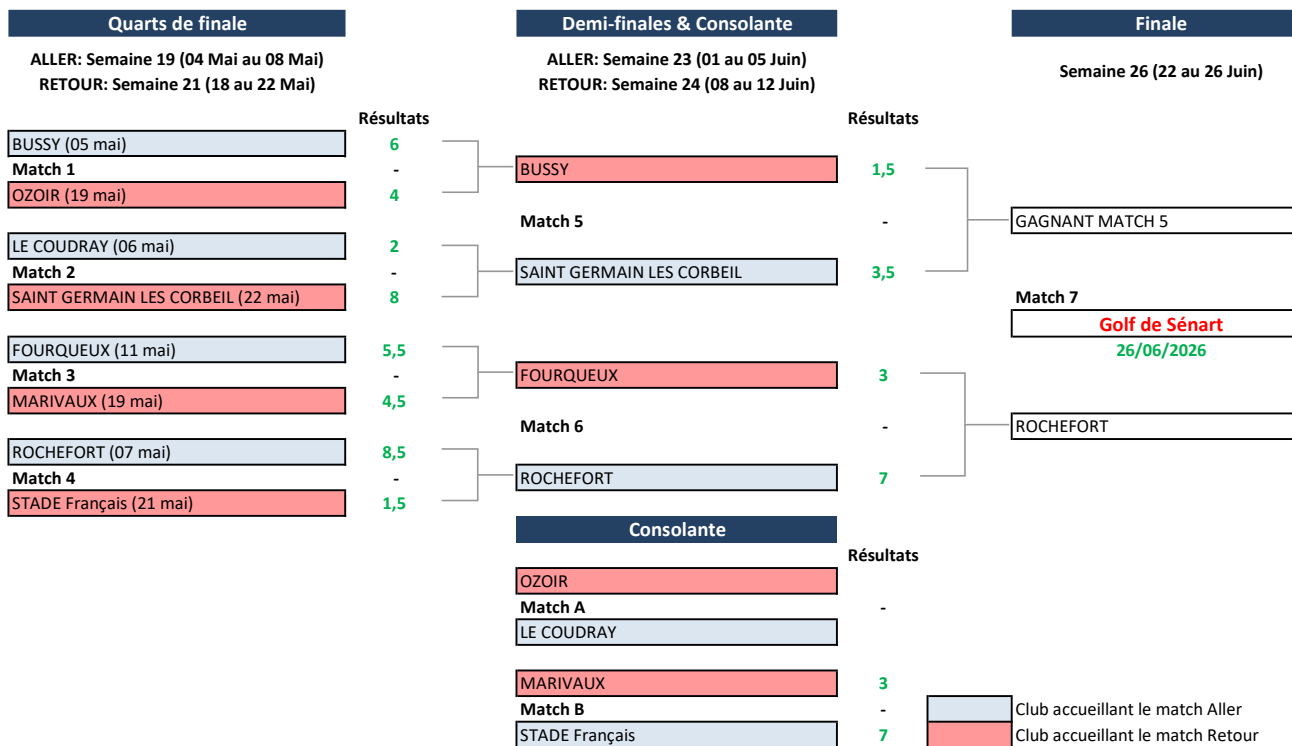 Quarts de finale
Demi-finales & Consolante
Finale
ALLER: Semaine 19 (04 Mai au 08 Mai)
RETOUR: Semaine 21 (18 au 22 Mai)
ALLER: Semaine 23 (01 au 05 Juin)
RETOUR: Semaine 24 (08 au 12 Juin)
Semaine 26 (22 au 26 Juin)
Résultats
Résultats
BUSSY (05 mai) 6
Match 1 -
OZOIR (19 mai) 4
BUSSY 1,5
LE COUDRAY (06 mai) 2
Match 2 -
SAINT GERMAIN LES CORBEIL (22 mai) 8
Match 5 -
SAINT GERMAIN LES CORBEIL 3,5
GAGNANT MATCH 5
Match 7
Golf de Sénart
26/06/2026
FOURQUEUX (11 mai) 5,5
Match 3 -
MARIVAUX (19 mai) 4,5
FOURQUEUX 3
Match 6 -
ROCHEFORT 7
ROCHEFORT
ROCHEFORT (07 mai) 8,5
Match 4 -
STADE Français (21 mai) 1,5
Consolante
Résultats
OZOIR
Match A -
LE COUDRAY
MARIVAUX 3
Match B -
STADE Français 7
Club accueillant le match Aller
Club accueillant le match Retour